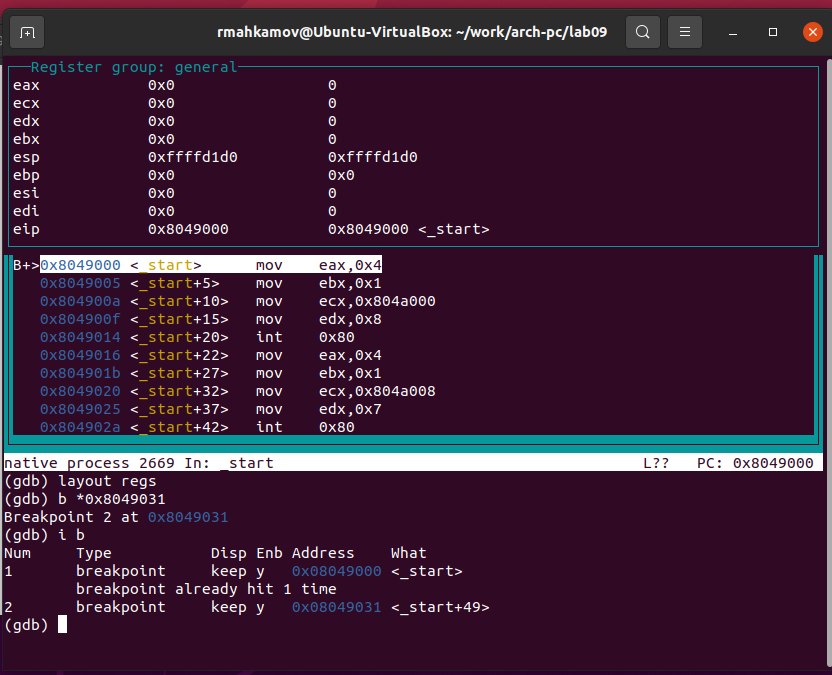 rmahkamov@Ubuntu-VirtualBox: ~/work/arch-pc/lab09
Register group: general
eax 0x0 0
ecx 0x0 0
edx 0x0 0
ebx 0x0 0
esp 0xffffd1d0 0xffffd1d0
ebp 0x0 0x0
esi 0x0 0
edi 0x0 0
eip 0x8049000 0x8049000 <_start>
B+>0x8049000 <_start> mov eax,0x4
0x8049005 <_start+5> mov ebx,0x1
0x804900a <_start+10> mov ecx,0x804a000
0x804900f <_start+15> mov edx,0x8
0x8049014 <_start+20> int 0x80
0x8049016 <_start+22> mov eax,0x4
0x804901b <_start+27> mov ebx,0x1
0x8049020 <_start+32> mov ecx,0x804a008
0x8049025 <_start+37> mov edx,0x7
0x804902a <_start+42> int 0x80
native process 2669 In: _start L?? PC: 0x8049000
(gdb) layout regs
(gdb) b *0x8049031
Breakpoint 2 at 0x8049031
(gdb) i b
Num Type Disp Enb Address What
1 breakpoint keep y 0x08049000 <_start>
breakpoint already hit 1 time
2 breakpoint keep y 0x08049031 <_start+49>
(gdb)